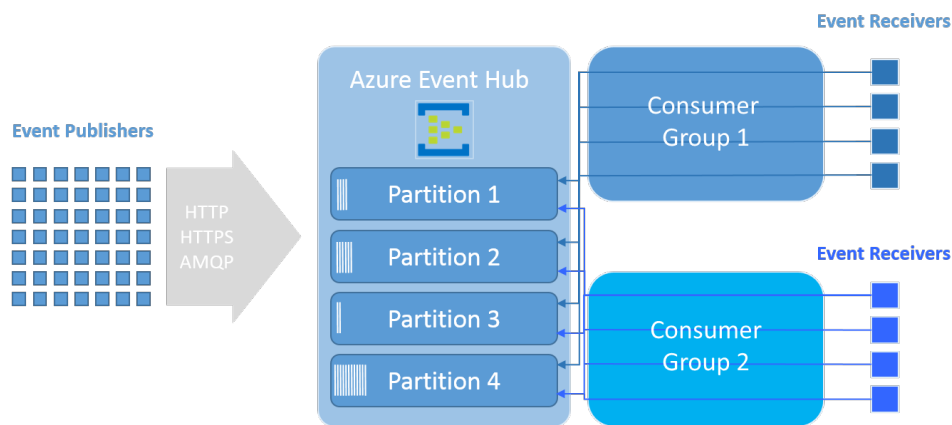 Event Publishers
HTTP
HTTPS
AMQP
Azure Event Hub
Partition 1
Partition 2
Partition 3
Partition 4
Consumer
Group 1
Consumer
Group 2
Event Receivers
Event Receivers